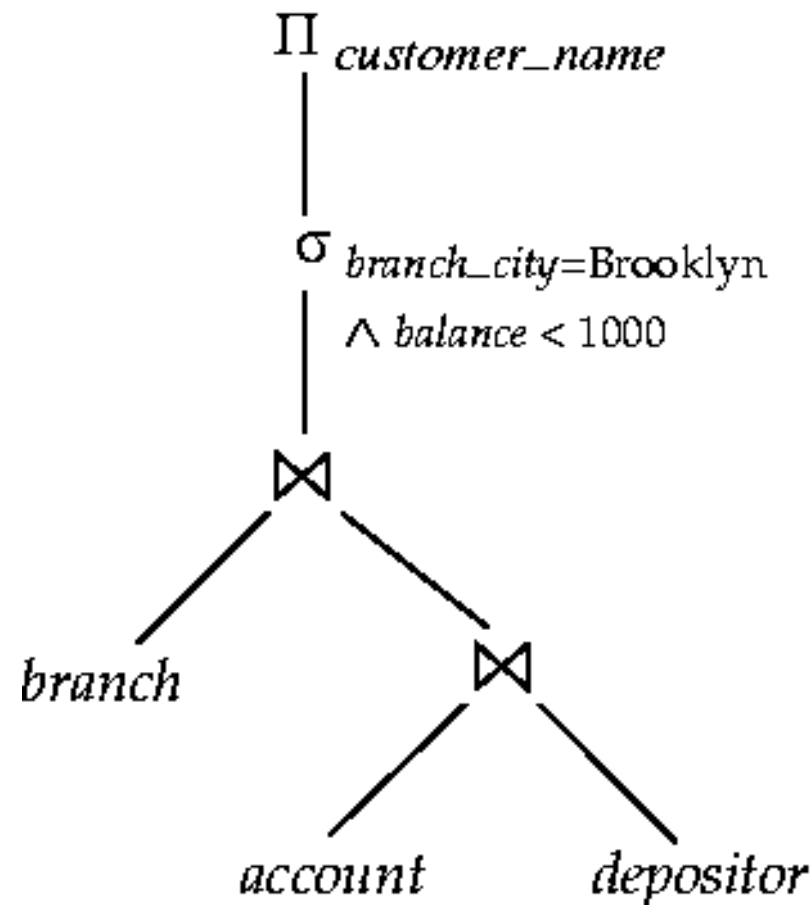 Π customer_name
σ branch_city=Brooklyn
∧ balance < 1000
⋈
branch
⋈
account depositor